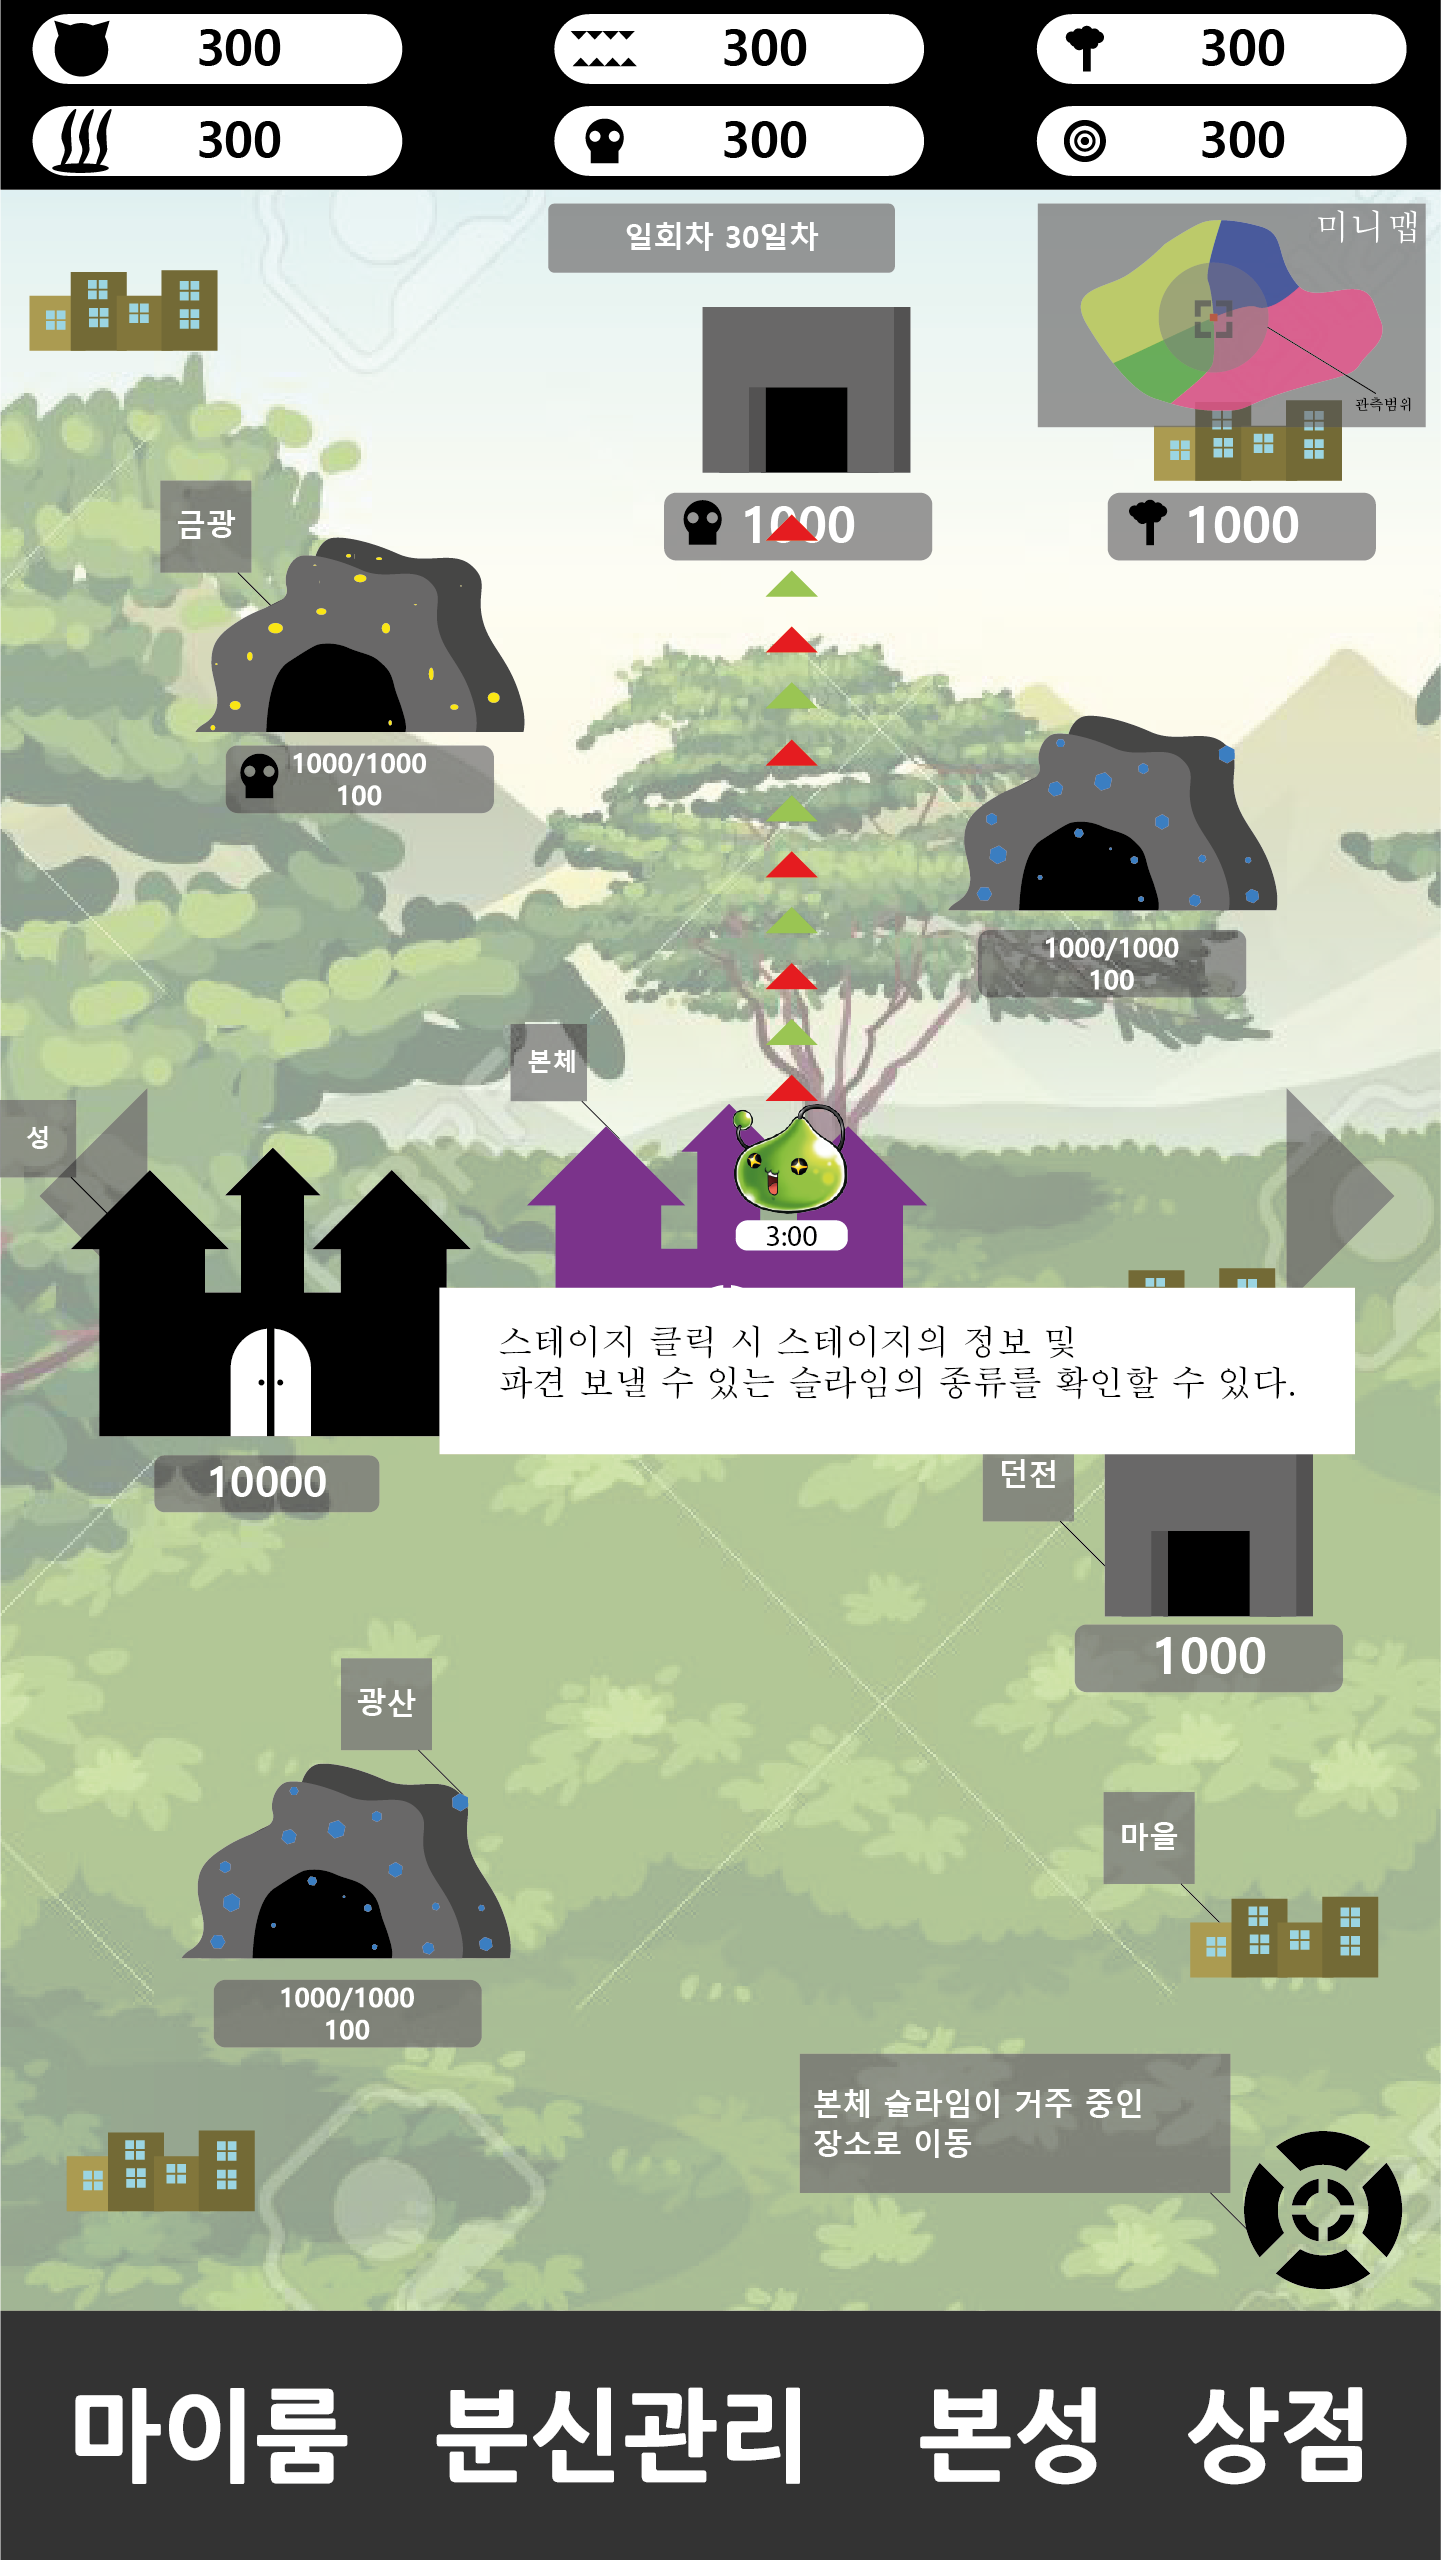 300
300
300
300
300
300
일회차 30일차
미니맵
관측범위
금광
1000
1000
1000/1000
100
1000/1000
100
본체
성
3:00
스테이지 클릭 시 스테이지의 정보 및
파견 보낼 수 있는 슬라임의 종류를 확인할 수 있다.
10000
던전
1000
광산
마을
1000/1000
100
본체 슬라임이 거주 중인
장소로 이동
마이룸 분신관리 본성 상점